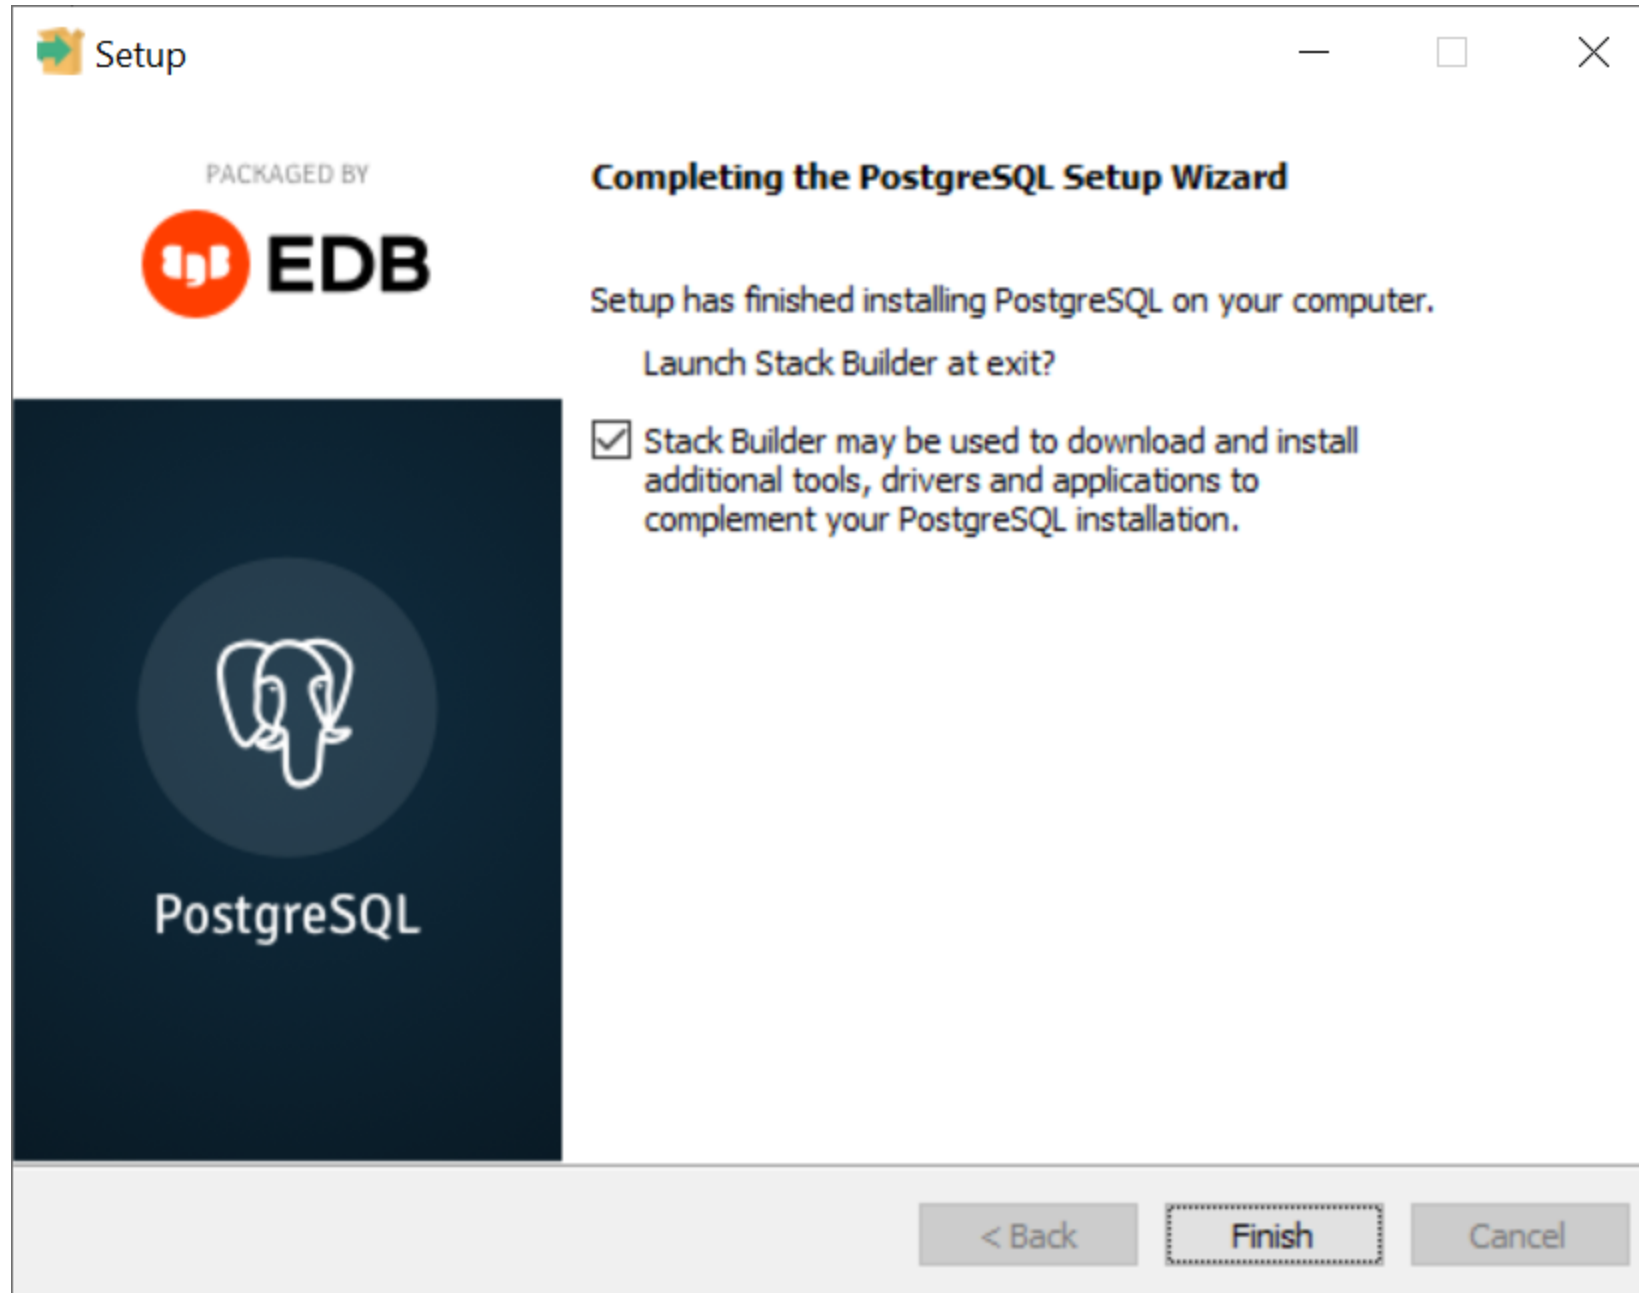 Setup
PACKAGED BY
EDB
PostgreSQL
Completing the PostgreSQL Setup Wizard
Setup has finished installing PostgreSQL on your computer.
Launch Stack Builder at exit?
Stack Builder may be used to download and install
additional tools, drivers and applications to
complement your PostgreSQL installation.
< Back
Finish
Cancel